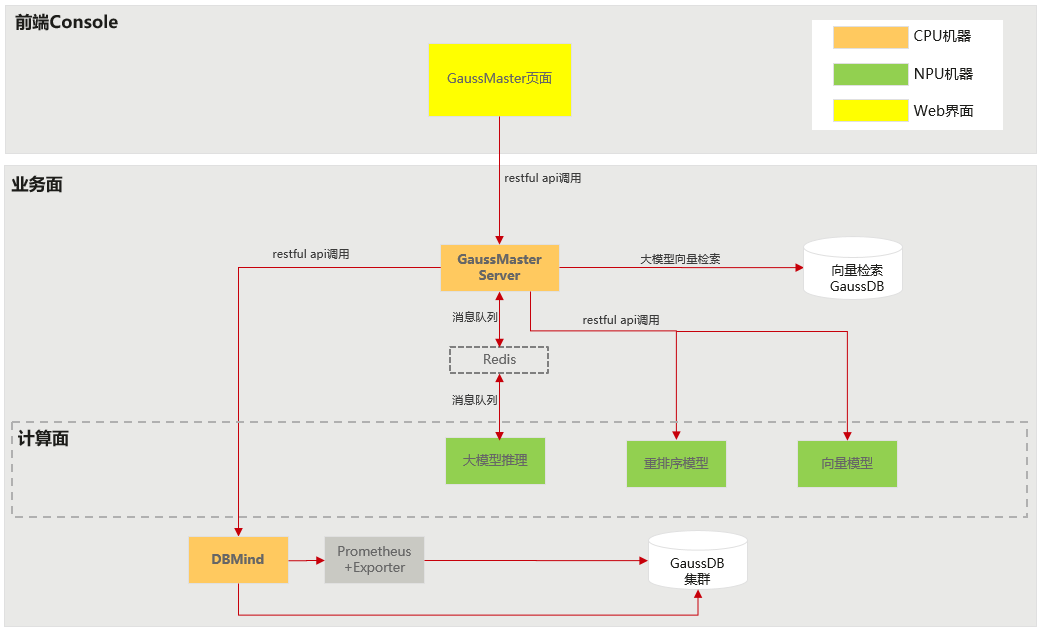 前端Console
CPU机器
GaussMaster页面
NPU机器
Web界面
业务面
restful api调用
restful api调用
GaussMaster
Server
大模型向量检索
向量检索
GaussDB
消息队列
restful api调用
Redis
消息队列
计算面
大模型推理
重排序模型
向量模型
DBMind
Prometheus
+Exporter
GaussDB
集群